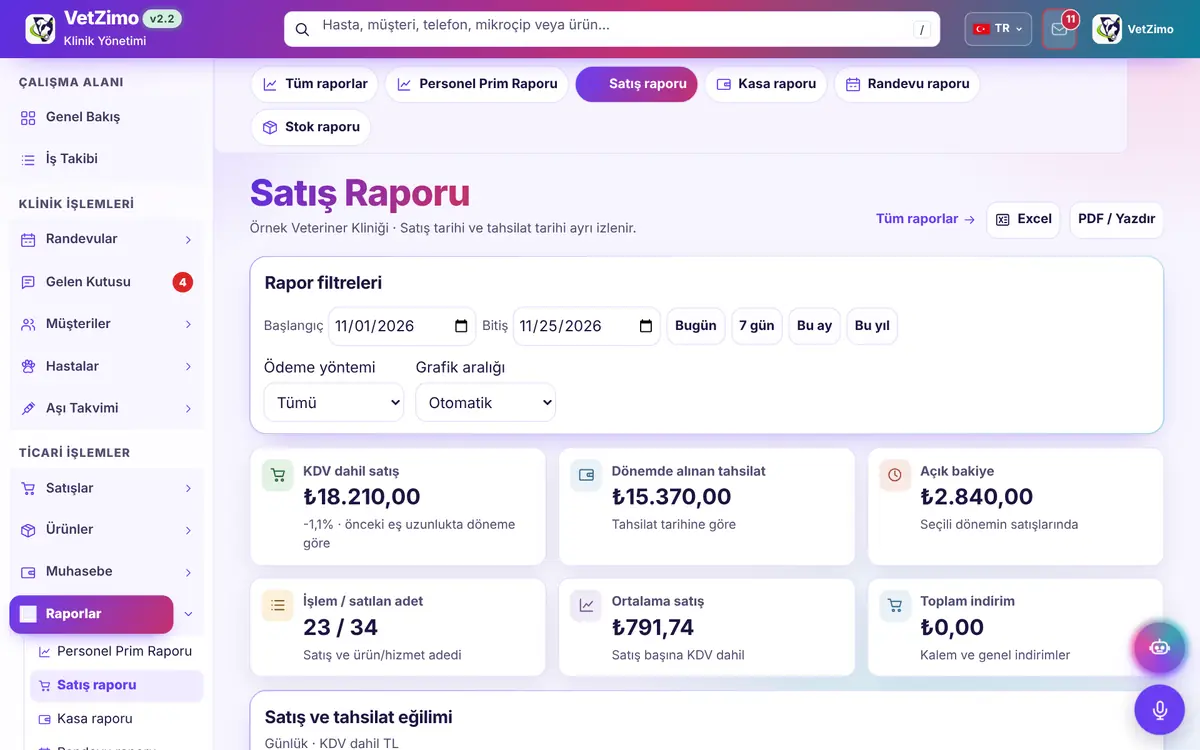 VetZimo v2.2
Klinik Yönetimi
Hasta, müşteri, telefon, mikroçip veya ürün...
/
TR
11
VetZimo
ÇALIŞMA ALANI
Genel Bakış
İş Takibi
KLİNİK İŞLEMLERİ
Randevular
Gelen Kutusu
4
Müşteriler
Hastalar
Aşı Takvimi
TİCARİ İŞLEMLER
Satışlar
Ürünler
Muhasebe
Raporlar
Personel Prim Raporu
Satış raporu
Kasa raporu
Randevu raporu
Tüm raporlar
Personel Prim Raporu
Satış raporu
Kasa raporu
Randevu raporu
Stok raporu
Satış Raporu
Örnek Veteriner Kliniği · Satış tarihi ve tahsilat tarihi ayrı izlenir.
Tüm raporlar →
Excel
PDF / Yazdır
Rapor filtreleri
Başlangıç
11/01/2026
Bitiş
11/25/2026
Bugün
7 gün
Bu ay
Bu yıl
Ödeme yöntemi
Grafik aralığı
Tümü
Otomatik
KDV dahil satış
₺18.210,00
-1,1% · önceki eş uzunlukta döneme
göre
Dönemde alınan tahsilat
₺15.370,00
Tahsilat tarihine göre
Açık bakiye
₺2.840,00
Seçili dönemin satışlarında
İşlem / satılan adet
23 / 34
Satış ve ürün/hizmet adedi
Ortalama satış
₺791,74
Satış başına KDV dahil
Toplam indirim
₺0,00
Kalem ve genel indirimler
Satış ve tahsilat eğilimi
Günlük · KDV dahil TL